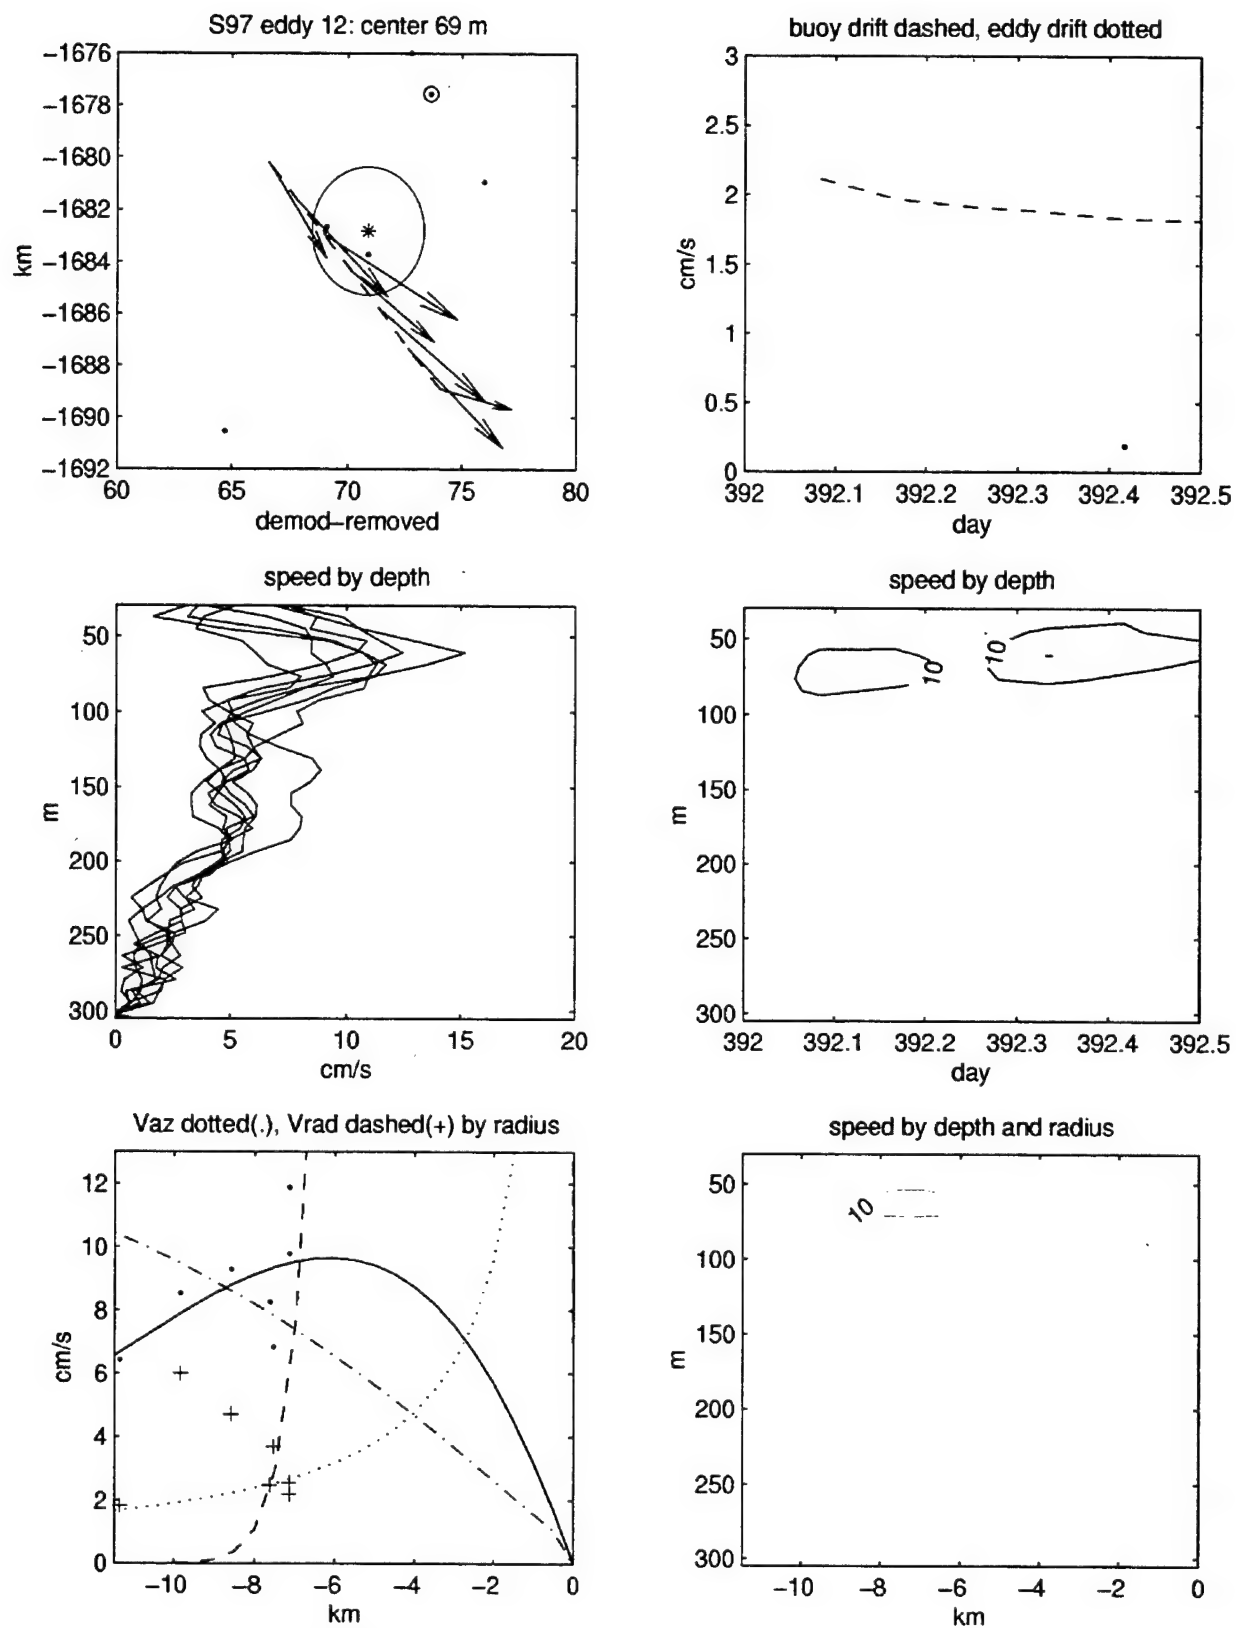 S97 eddy 12: center 69 m
−1676
−1678
−1680
−1682
−1684
−1686
−1688
−1690
−1692
km
60 65 70 75 80
demod−removed
buoy drift dashed, eddy drift dotted
3
2.5
2
1.5
1
0.5
0
cm/s
392 392.1 392.2 392.3 392.4 392.5
day
speed by depth
50
100
150
200
250
300
m
0 5 10 15 20
cm/s
speed by depth
50
100
150
200
250
300
m
10
10
392 392.1 392.2 392.3 392.4 392.5
day
Vaz dotted(.), Vrad dashed(+) by radius
12
10
8
6
4
2
0
cm/s
−10 −8 −6 −4 −2 0
km
speed by depth and radius
50
100
150
200
250
300
m
10
−10 −8 −6 −4 −2 0
km